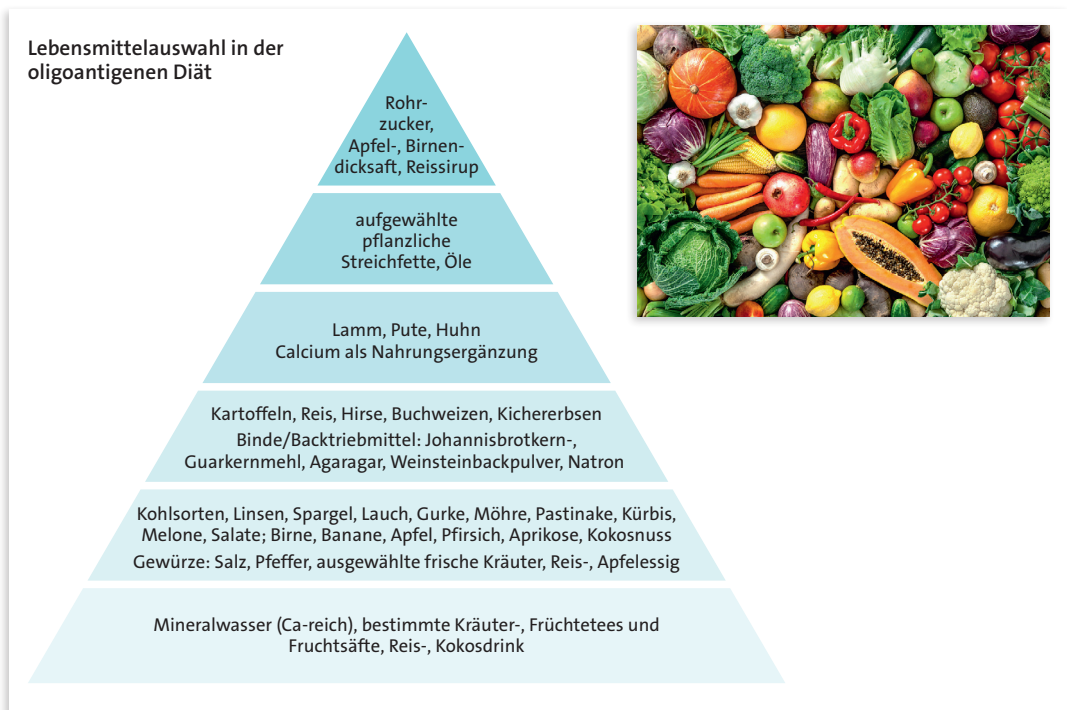 Lebensmittelauswahl in der
oligoantigenen Diät
Rohr-
zucker,
Apfel-, Birnen-
dicksaft, Reissirup
aufgewählte
pflanzliche
Streichfette, Öle
Lamm, Pute, Huhn
Calcium als Nahrungsergänzung
Kartoffeln, Reis, Hirse, Buchweizen, Kichererbsen
Binde/Backtriebmittel: Johannisbrotkern-,
Guarkernmehl, Agaragar, Weinsteinbackpulver, Natron
Kohlsorten, Linsen, Spargel, Lauch, Gurke, Möhre, Pastinake, Kürbis,
Melone, Salate; Birne, Banane, Apfel, Pfirsich, Aprikose, Kokosnuss
Gewürze: Salz, Pfeffer, ausgewählte frische Kräuter, Reis-, Apfelessig
Mineralwasser (Ca-reich), bestimmte Kräuter-, Früchtetees und
Fruchtsäfte, Reis-, Kokosdrink